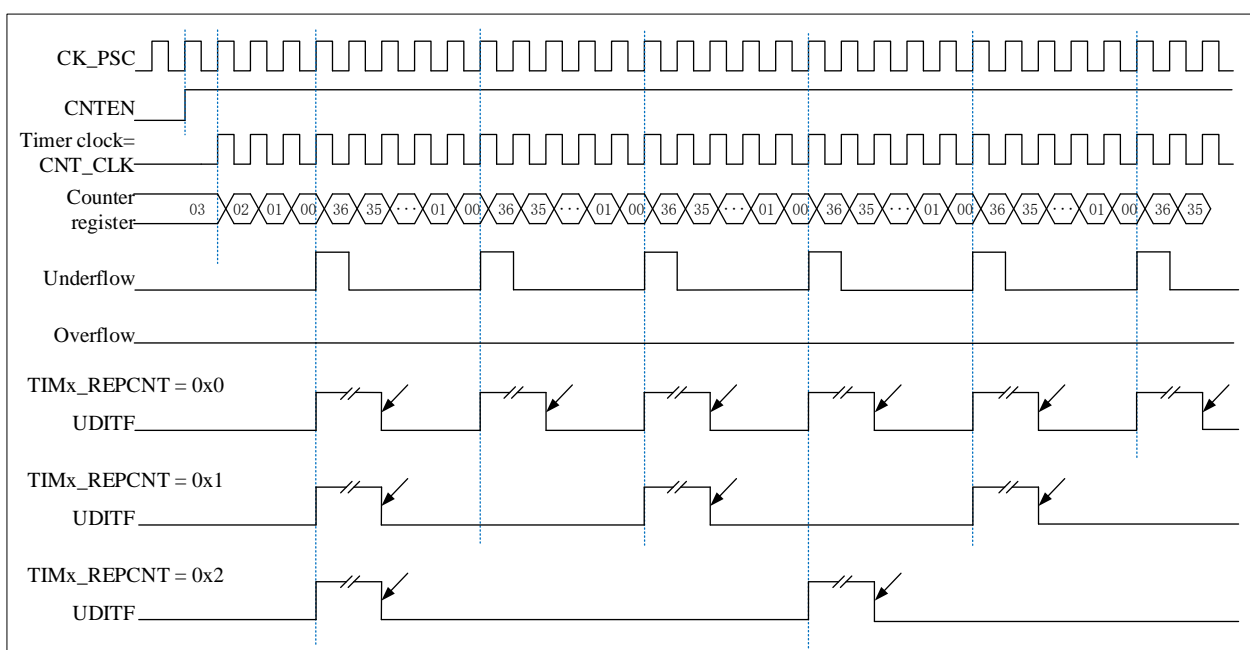 CK_PSC
CNTEN
Timer clock=
CNT_CLK
Counter
register
03 02 01 00 36 35 ··· 01 00 36 35 ··· 01 00 36 35 ··· 01 00 36 35 ··· 01 00 36 35 ··· 01 00 36 35
Underflow
Overflow
TIMx_REPCNT = 0x0
UDITF
TIMx_REPCNT = 0x1
UDITF
TIMx_REPCNT = 0x2
UDITF